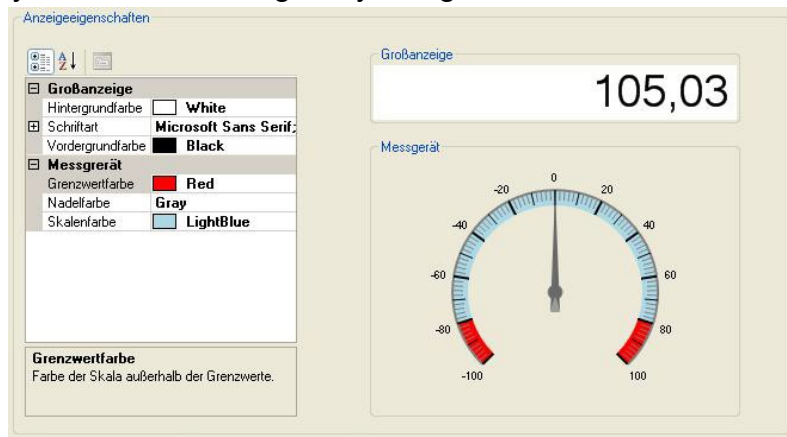 Anzeigeeigenschaften
Großanzeige
Hintergrundfarbe White
Schriftart Microsoft Sans Serif;
Vordergrundfarbe Black
Messgrerät
Grenzwertfarbe Red
Nadelfarbe Gray
Skalenfarbe LightBlue
Grenzwertfarbe
Farbe der Skala außerhalb der Grenzwerte.
Großanzeige
105,03
Messgerät
0
-20 20
-40 40
-60 60
-80 80
-100 100